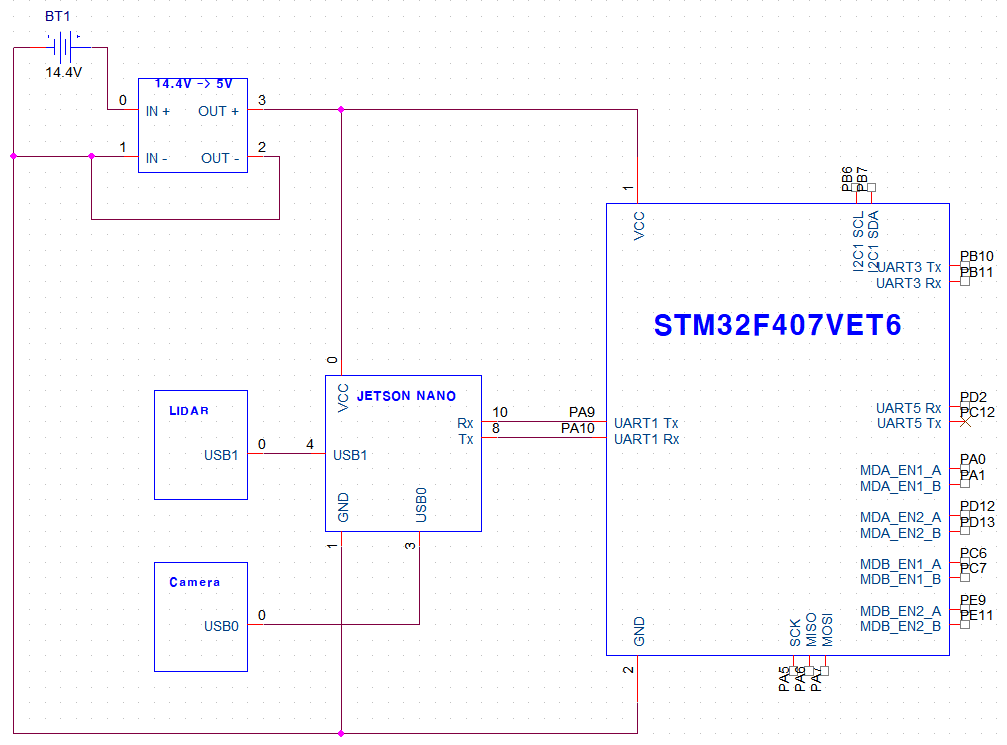 BT1
14.4V
14.4V -> 5V
0
IN +
OUT +
3
1
IN -
OUT -
2
1
VCC
PB6
PB7
I2C1 SCL
I2C1 SDA
UART3 Tx
PB10
UART3 Rx
PB11
STM32F407VET6
0
VCC
JETSON NANO
LIDAR
USB1
0
4
USB1
Rx
10
PA9
UART1 Tx
Tx
8
PA10
UART1 Rx
UART5 Rx
PD2
UART5 Tx
PC12
MDA_EN1_A
PA0
MDA_EN1_B
PA1
GND
USB0
1
3
MDA_EN2_A
PD12
MDA_EN2_B
PD13
MDB_EN1_A
PC6
MDB_EN1_B
PC7
Camera
USB0
0
MDB_EN2_A
PE9
MDB_EN2_B
PE11
GND
2
SCK
MISO
MOSI
PA5
PA6
PA7